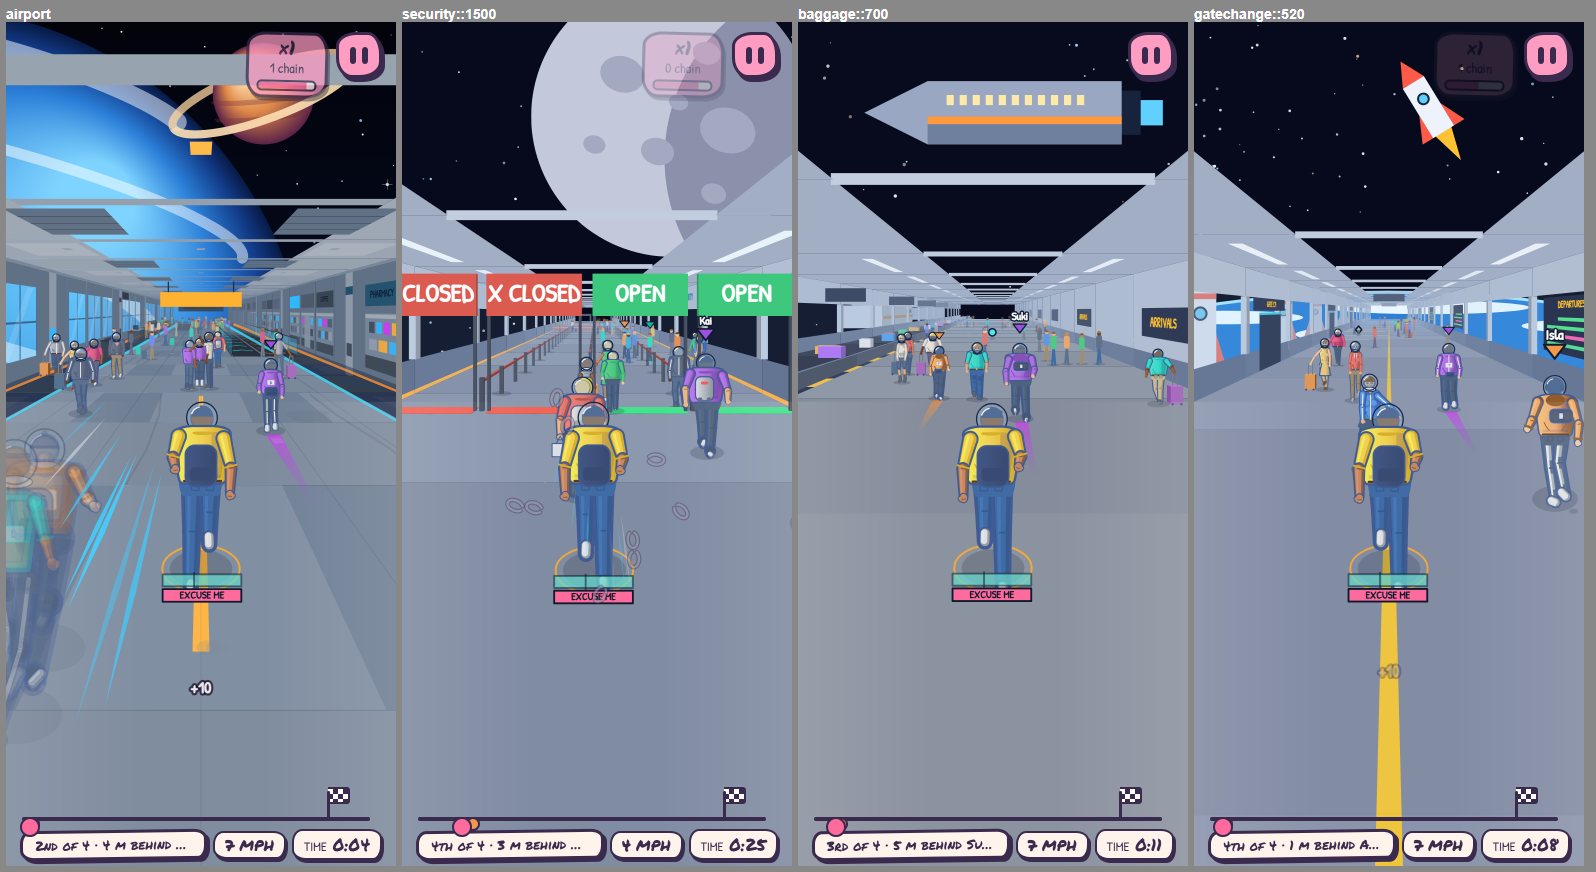 airport
x1
1 chain
PHARMACY
EXCUSE ME
+10
2ND OF 4 · 4 M BEHIND ...
7 MPH
TIME 0:04
security::1500
x1
0 chain
CLOSED
X CLOSED
OPEN
OPEN
Kai
EXCUSE ME
4TH OF 4 · 3 M BEHIND ...
4 MPH
TIME 0:25
baggage::700
Suki
ARRIVALS
EXCUSE ME
3RD OF 4 · 5 M BEHIND SU...
7 MPH
TIME 0:11
gatechange::520
x1
chain
DEPARTURES
Isla
EXCUSE ME
+10
4TH OF 4 · 1 M BEHIND A...
7 MPH
TIME 0:08